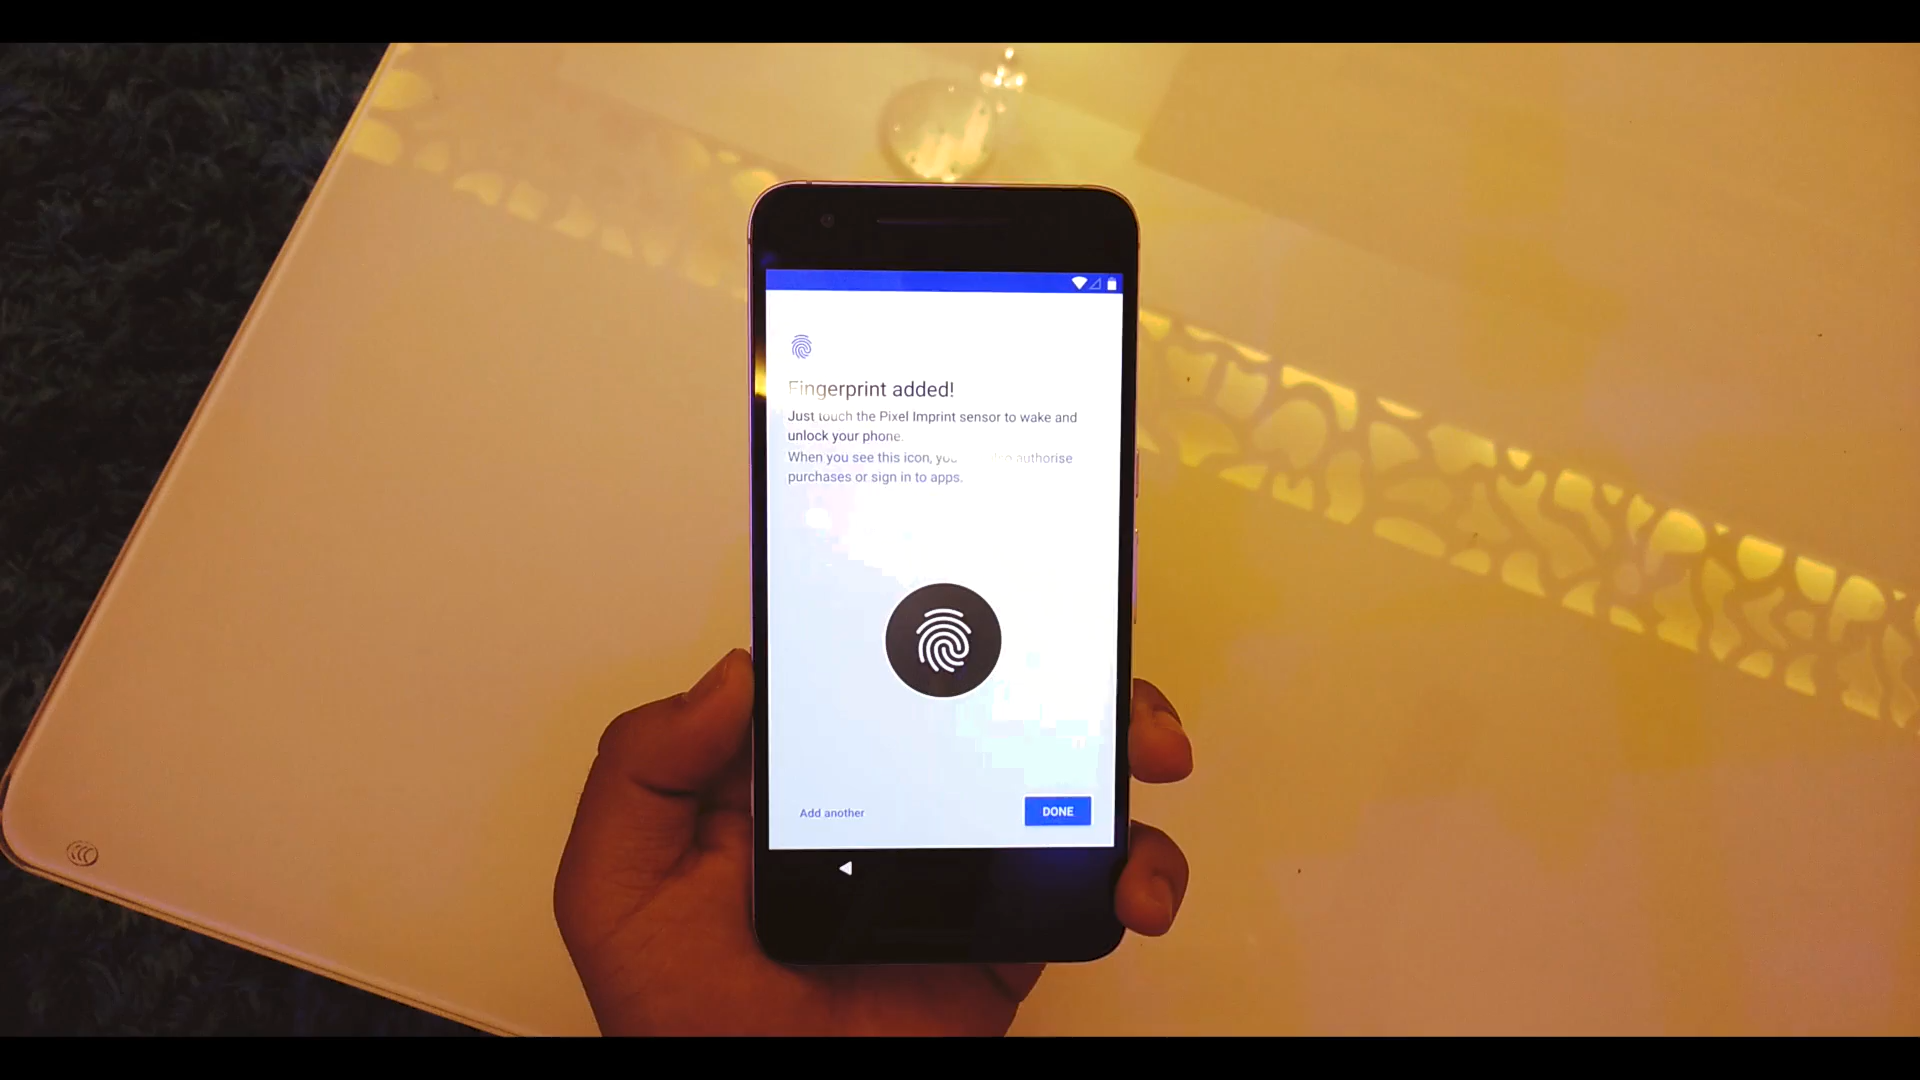 Fingerprint added!
Just touch the Pixel Imprint sensor to wake and
unlock your phone.
When you see this icon, you authorise
purchases or sign in to apps.
Add another
DONE